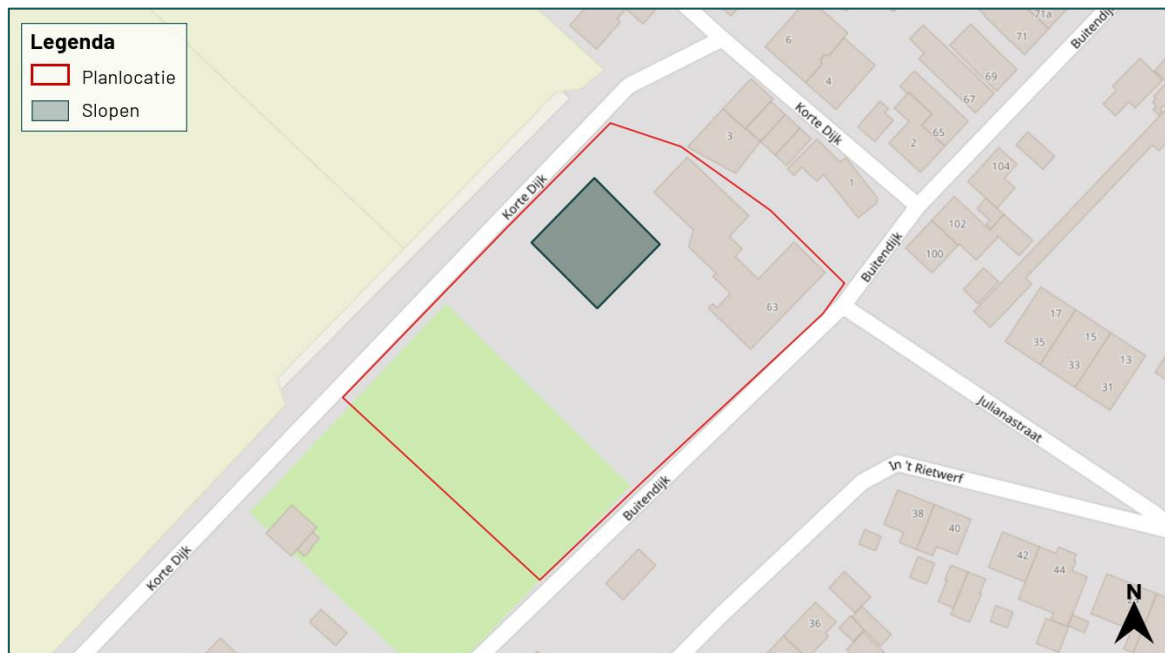 Legenda
Planlocatie
Slopen
71a
71
Buitendijk
6
4
69
67
Korte Dijk
65
2
3
1
104
102
100
Korte Dijk
Buitendijk
63
17
15
13
35
33
31
Julianastraat
In 't Rietwerf
Buitendijk
38
40
42
44
36
Korte Dijk
N